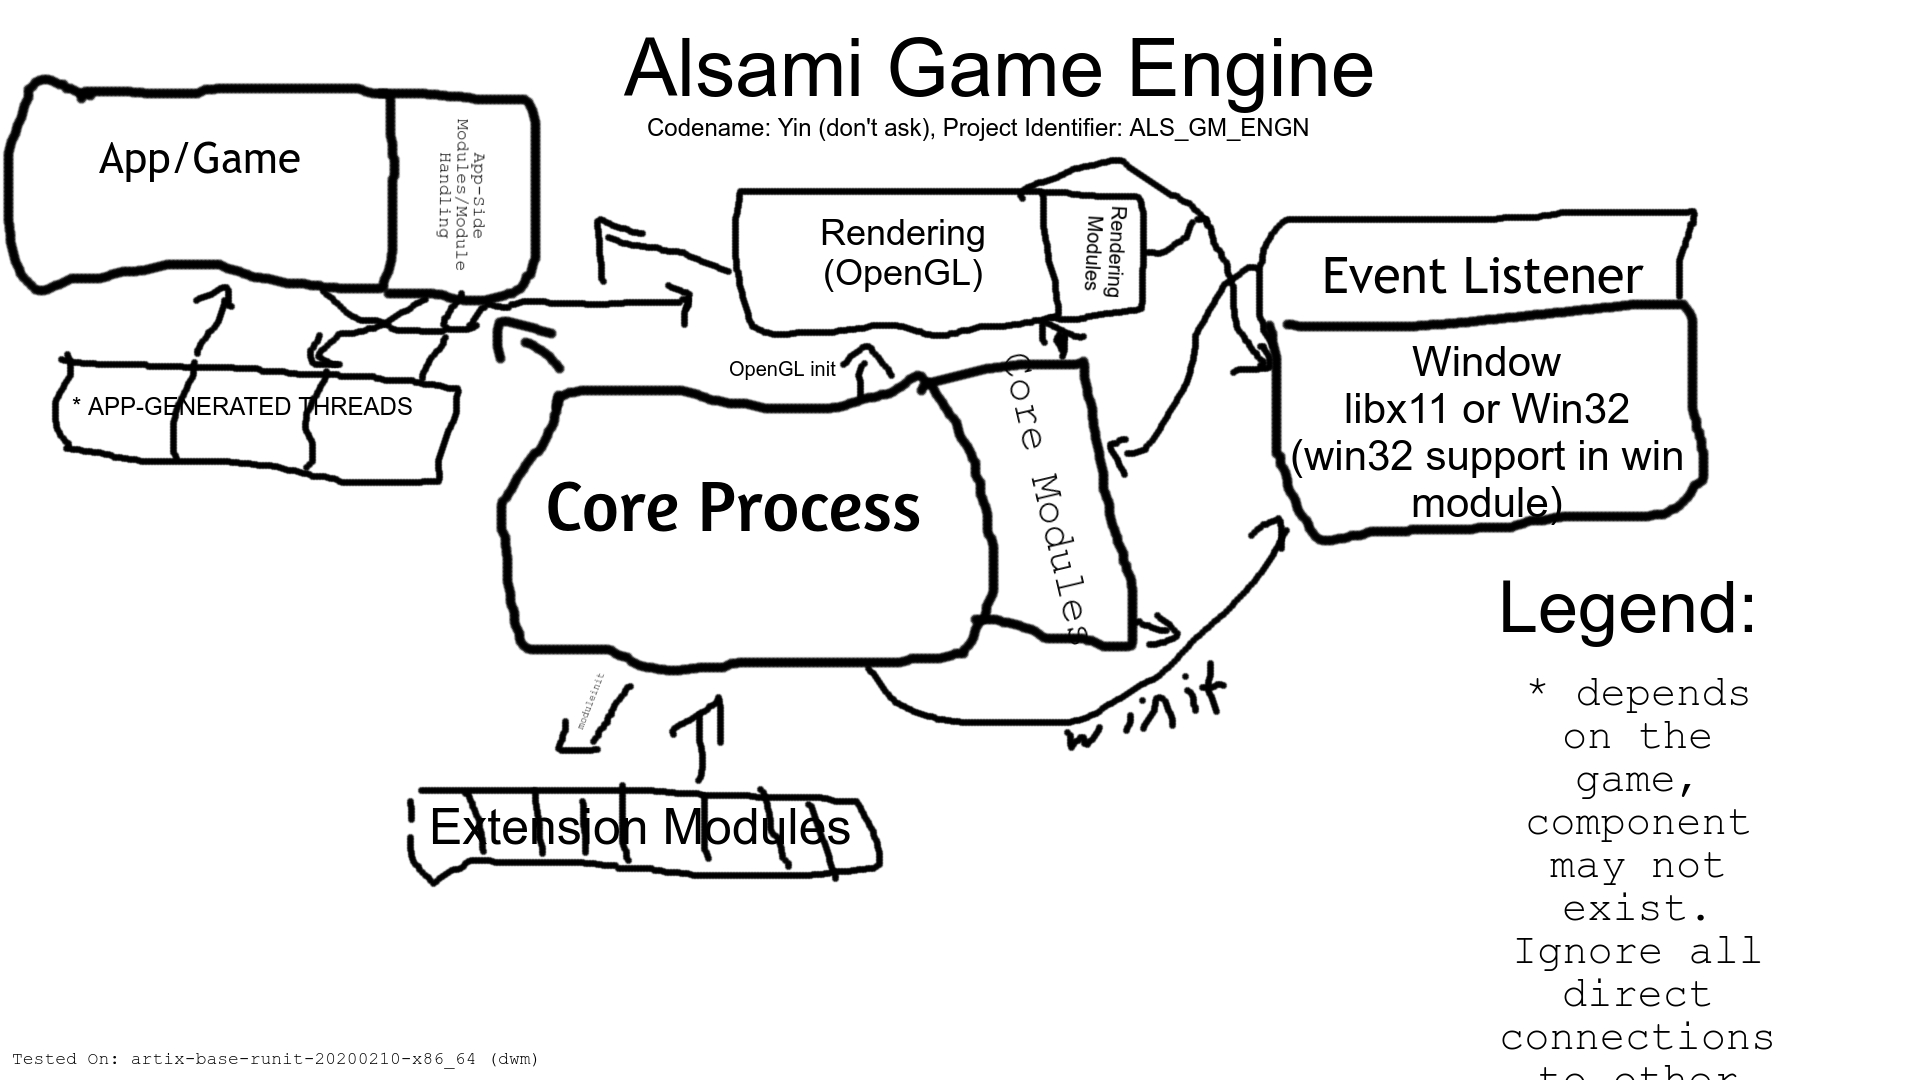 Alsami Game Engine
Codename: Yin (don't ask), Project Identifier: ALS_GM_ENGN
App/Game
App-Side
Modules/Module
Handling
Rendering
(OpenGL)
Rendering
Modules
Event Listener
Window
libx11 or Win32
(win32 support in win
module)
* APP-GENERATED THREADS
OpenGL init
Core Process
Core Modules
moduleinit
w init
Extension Modules
Legend:
* depends
on the
game,
component
may not
exist.
Ignore all
direct
connections
to other
Tested On: artix-base-runit-20200210-x86_64 (dwm)